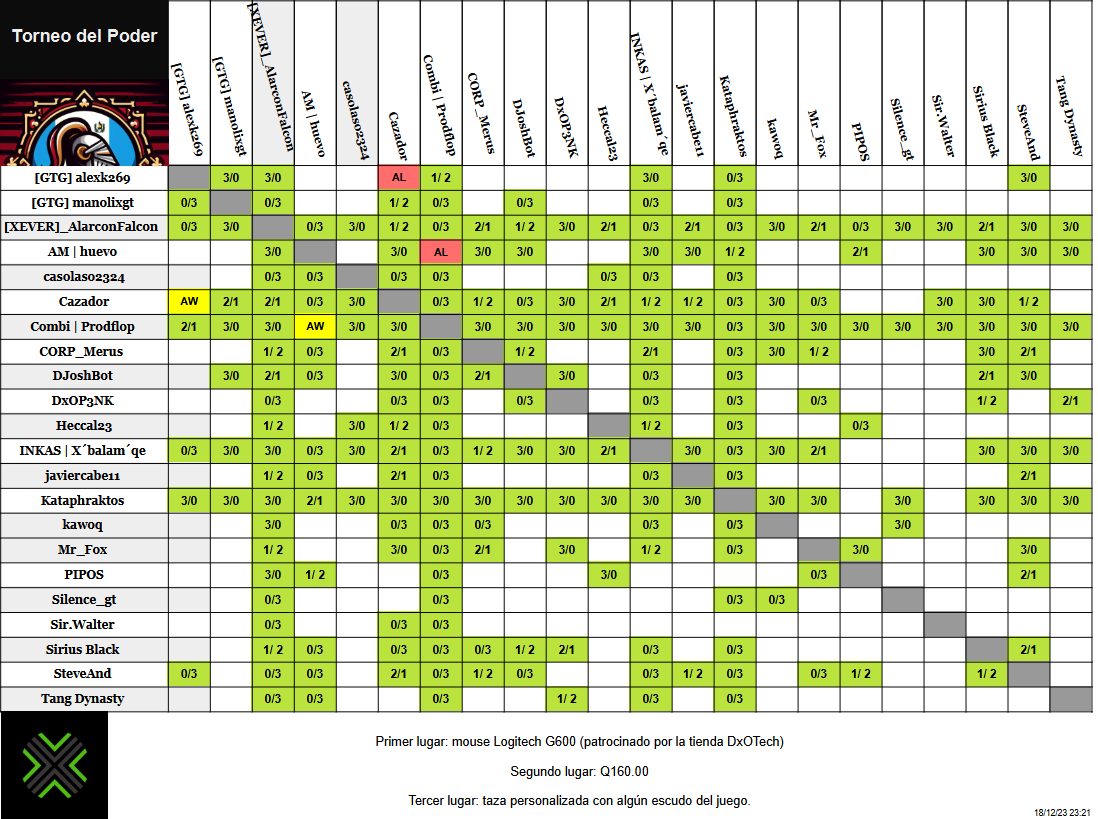 Torneo del Poder
[GTG] alexk269 [GTG] manolixgt [XEVER]_AlarconFalcon AM | huevo casolaso2324 Cazador Combi | Prodflop CORP_Merus DJoshBot DxOP3NK Heccal23 INKAS | X´balam´qe javiercabe11 Kataphraktos kawoq Mr_Fox PIPOS Silence_gt Sir.Walter Sirius Black SteveAnd Tang Dynasty
[GTG] alexk269 3/0 3/0 AL 1/ 2 3/0 0/3 3/0
[GTG] manolixgt 0/3 0/3 1/ 2 0/3 0/3 0/3 0/3
[XEVER]_AlarconFalcon 0/3 3/0 0/3 3/0 1/ 2 0/3 2/1 1/ 2 3/0 2/1 0/3 2/1 0/3 3/0 2/1 0/3 3/0 3/0 2/1 3/0 3/0
AM | huevo 3/0 3/0 AL 3/0 3/0 3/0 3/0 1/ 2 2/1 3/0 3/0 3/0
casolaso2324 0/3 0/3 0/3 0/3 0/3 0/3 0/3
Cazador AW 2/1 2/1 0/3 3/0 0/3 1/ 2 0/3 3/0 2/1 1/ 2 1/ 2 0/3 3/0 0/3 3/0 3/0 1/ 2
Combi | Prodflop 2/1 3/0 3/0 AW 3/0 3/0 3/0 3/0 3/0 3/0 3/0 3/0 0/3 3/0 3/0 3/0 3/0 3/0 3/0 3/0 3/0
CORP_Merus 1/ 2 0/3 2/1 0/3 1/ 2 2/1 0/3 3/0 1/ 2 3/0 2/1
DJoshBot 3/0 2/1 0/3 3/0 0/3 2/1 3/0 0/3 0/3 2/1 3/0
DxOP3NK 0/3 0/3 0/3 0/3 0/3 0/3 0/3 1/ 2 2/1
Heccal23 1/ 2 3/0 1/ 2 0/3 1/ 2 0/3 0/3
INKAS | X´balam´qe 0/3 3/0 3/0 0/3 3/0 2/1 0/3 1/ 2 3/0 3/0 2/1 3/0 0/3 3/0 2/1 3/0 3/0 3/0
javiercabe11 1/ 2 0/3 2/1 0/3 0/3 0/3 2/1
Kataphraktos 3/0 3/0 3/0 2/1 3/0 3/0 3/0 3/0 3/0 3/0 3/0 3/0 3/0 3/0 3/0 3/0 3/0 3/0 3/0
kawoq 3/0 0/3 0/3 0/3 0/3 0/3 3/0
Mr_Fox 1/ 2 3/0 0/3 2/1 3/0 1/ 2 0/3 3/0 3/0
PIPOS 3/0 1/ 2 0/3 3/0 0/3 2/1
Silence_gt 0/3 0/3 0/3 0/3
Sir.Walter 0/3 0/3 0/3
Sirius Black 1/ 2 0/3 0/3 0/3 0/3 1/ 2 2/1 0/3 0/3 2/1
SteveAnd 0/3 0/3 0/3 2/1 0/3 1/ 2 0/3 0/3 1/ 2 0/3 0/3 1/ 2 1/ 2
Tang Dynasty 0/3 0/3 0/3 1/ 2 0/3 0/3
Primer lugar: mouse Logitech G600 (patrocinado por la tienda DxOTech)
Segundo lugar: Q160.00
Tercer lugar: taza personalizada con algún escudo del juego.
18/12/23 23:21